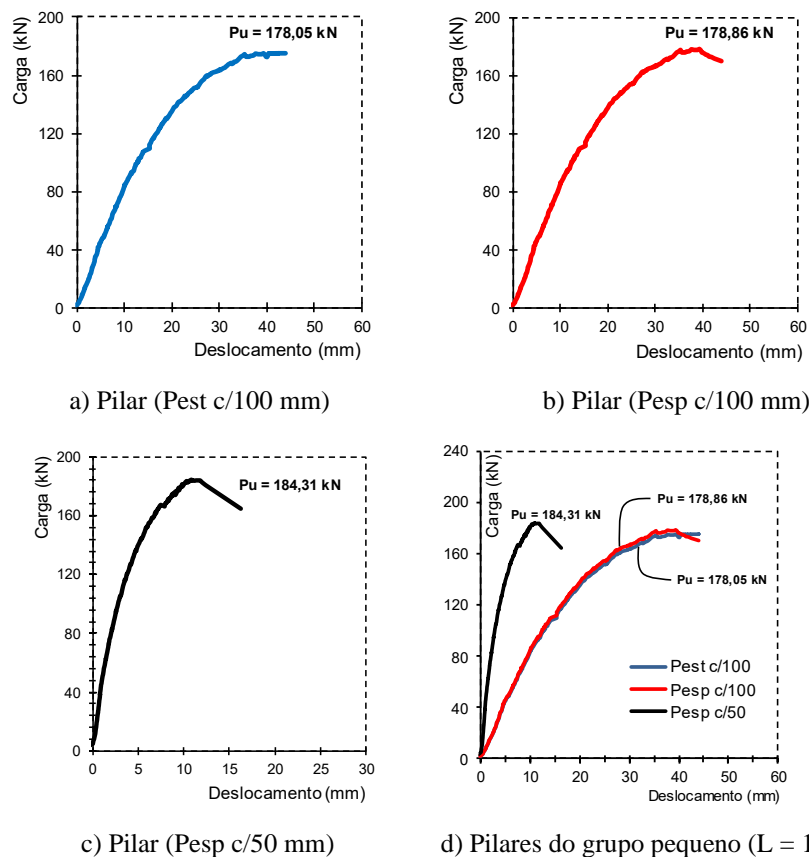 200
160
120
80
40
0
Carga (kN)
Pu = 178,05 kN
0 10 20 30 40 50 60
Deslocamento (mm)
a) Pilar (Pest c/100 mm)
200
160
120
80
40
0
Carga (kN)
Pu = 178,86 kN
0 10 20 30 40 50 60
Deslocamento (mm)
b) Pilar (Pesp c/100 mm)
200
160
120
80
40
0
Carga (kN)
Pu = 184,31 kN
0 5 10 15 20 25 30
Deslocamento (mm)
c) Pilar (Pesp c/50 mm)
240
200
160
120
80
40
0
Carga (kN)
Pu = 184,31 kN
Pu = 178,86 kN
Pu = 178,05 kN
Pest c/100
Pesp c/100
Pesp c/50
0 10 20 30 40 50 60
Deslocamento (mm)
d) Pilares do grupo pequeno (L = 1